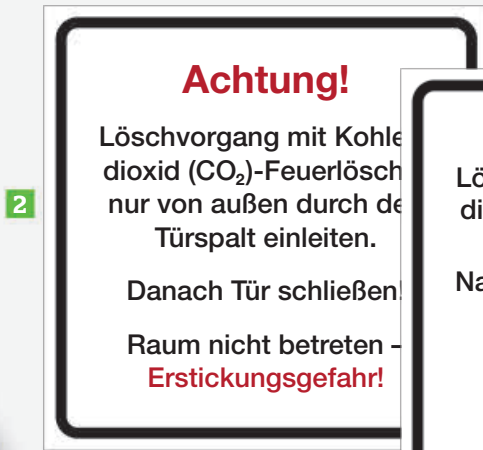 Achtung!
Löschvorgang mit Kohle
dioxid (CO₂)-Feuerlösch
nur von außen durch de
Türspalt einleiten.
Danach Tür schließen!
Raum nicht betreten –
Erstickungsgefahr!
2
Lö
di
Na